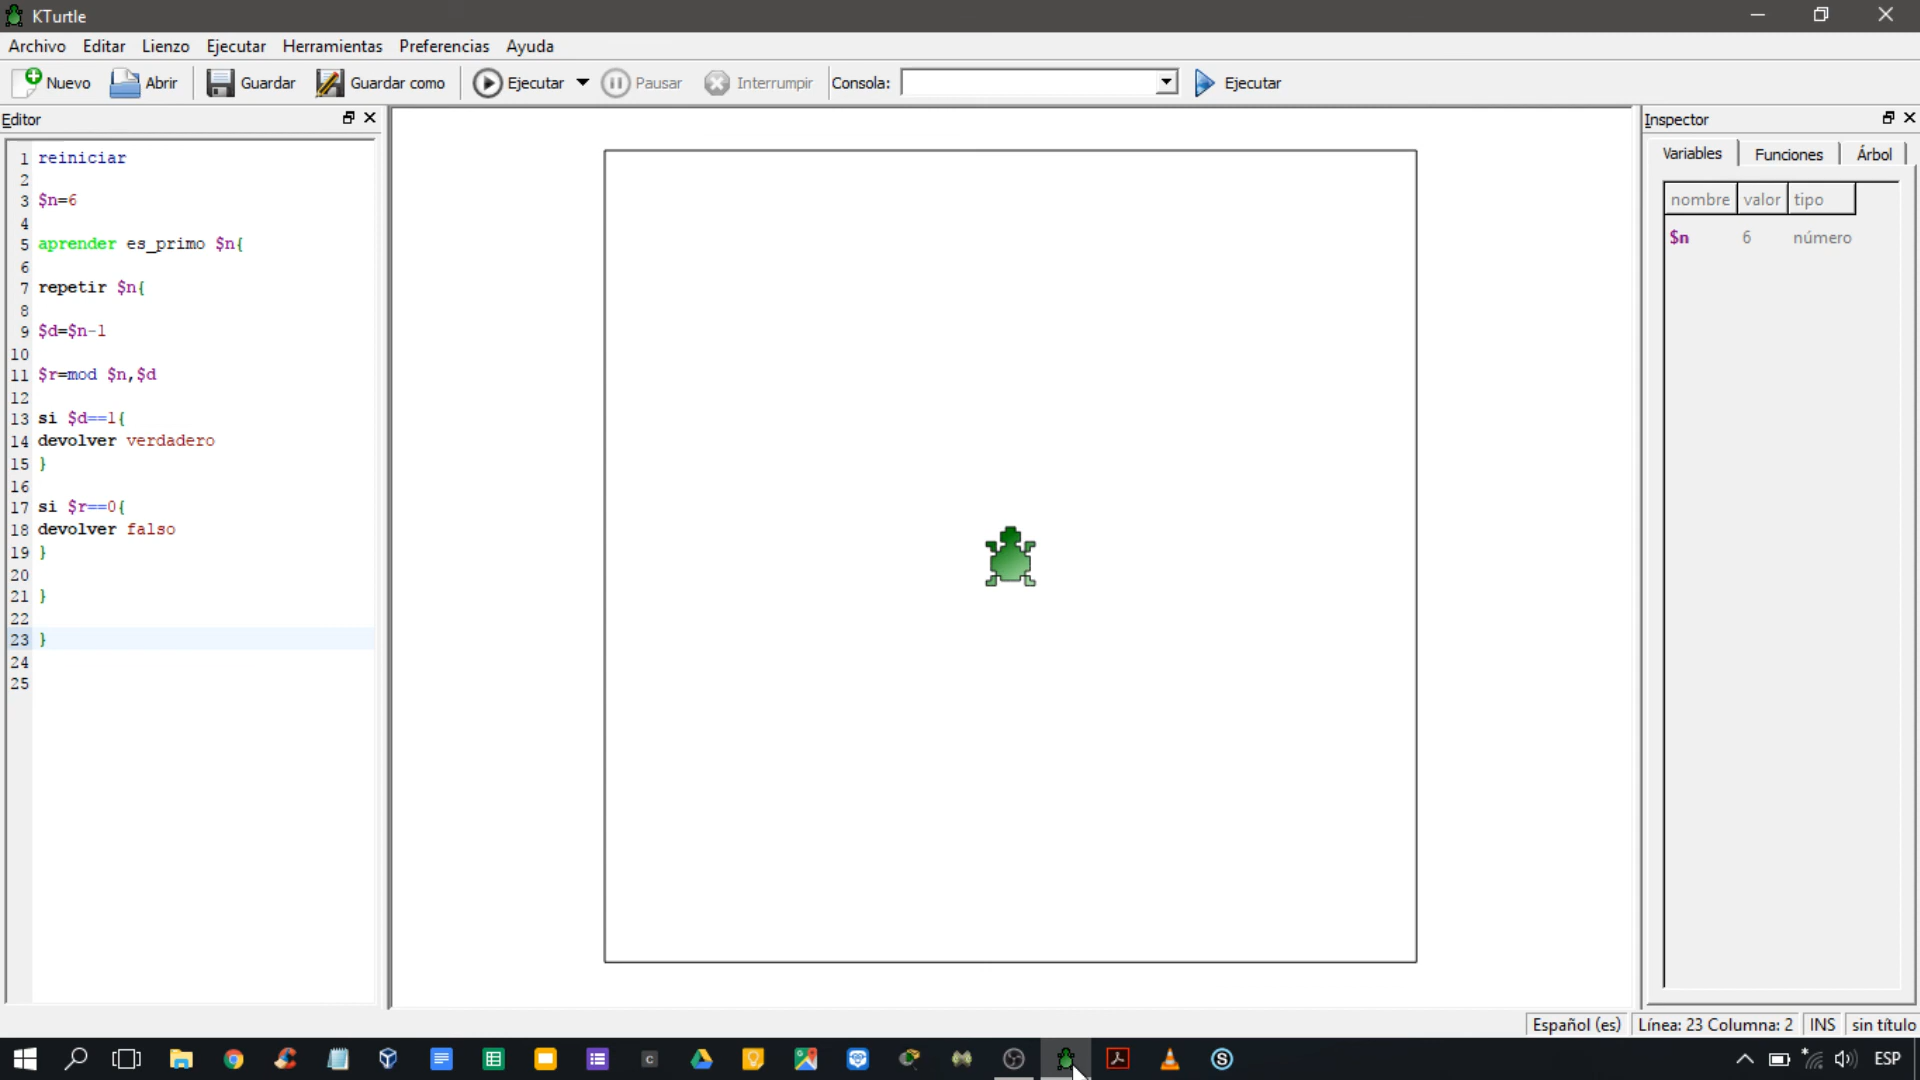 KTurtle
Archivo Editar Lienzo Ejecutar Herramientas Preferencias Ayuda
Nuevo Abrir Guardar Guardar como Ejecutar Pausar Interrumpir Consola: Ejecutar
Editor
1 reiniciar
2
3 $n=6
4
5 aprender es_primo $n{
6
7 repetir $n{
8
9 $d=$n-1
10
11 $r=mod $n,$d
12
13 si $d==1{
14 devolver verdadero
15 }
16
17 si $r==0{
18 devolver falso
19 }
20
21 }
22
23 }
24
25
Inspector
Variables Funciones Árbol
nombre valor tipo
$n 6 número
Español (es) Línea: 23 Columna: 2 INS sin título
ESP